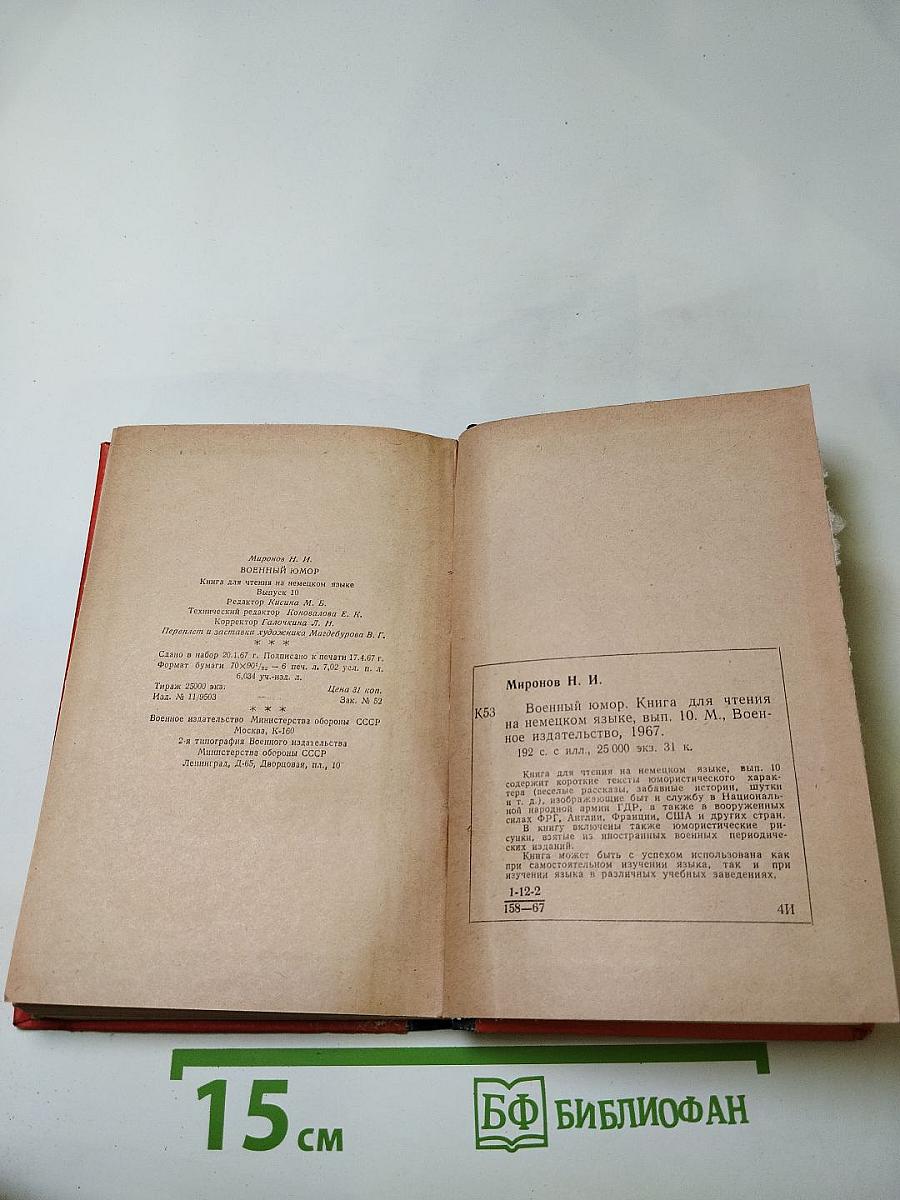 Миронов Н. И.
ВОЕННЫЙ ЮМОР
Книга для чтения на немецком языке
Выпуск 10
Редактор Кисина М. Б.
Технический редактор Коновалова Е. К.
Корректор Галочкина Л. Н.
Переплет и заставка художника Магдебурова В. Г.
* * *
Сдано в набор 20.1.67 г. Подписано к печати 17.4.67 г.
Формат бумаги 70×90¹/₃₂ — 6 печ. л. 7,02 усл. п. л.
6,034 уч.-изд. л.
Тираж 25000 экз. Цена 31 коп.
Изд. № 11/9503 Зак. № 52
* * *
Военное издательство Министерства обороны СССР
Москва, К-160
2-я типография Военного издательства
Министерства обороны СССР
Ленинград, Д-65, Дворцовая, пл., 10
Миронов Н. И.
К53 Военный юмор. Книга для чтения
на немецком языке, вып. 10. М., Воен-
ное издательство, 1967.
192 с. с илл., 25 000 экз. 31 к.
Книга для чтения на немецком языке, вып. 10
содержит короткие тексты юмористического харак-
тера (веселые рассказы, забавные истории, шутки
и т. д.), изображающие быт и службу в Националь-
ной народной армии ГДР, а также в вооруженных
силах ФРГ, Англии, Франции, США и других стран.
В книгу включены также юмористические ри-
сунки, взятые из иностранных военных периодиче-
ских изданий.
Книга может быть с успехом использована как
при самостоятельном изучении языка, так и при
изучении языка в различных учебных заведениях.
1-12-2
158—67 4И
15 см
БФ БИБЛИОФАН